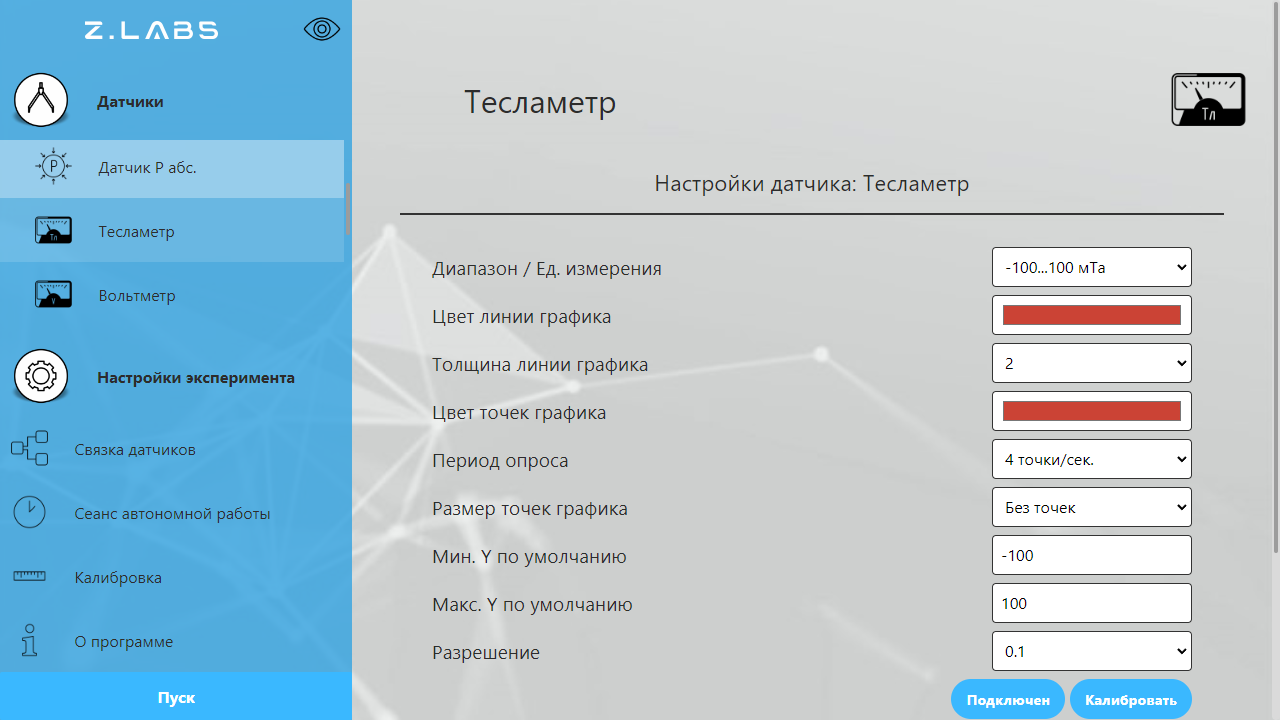 Z.LABS
Датчики
P
Датчик P абс.
Тл
Тесламетр
V
Вольтметр
Настройки эксперимента
Связка датчиков
Сеанс автономной работы
Калибровка
О программе
Пуск
Тесламетр
Тл
Настройки датчика: Тесламетр
Диапазон / Ед. измерения
-100...100 мТа
Цвет линии графика
Толщина линии графика
2
Цвет точек графика
Период опроса
4 точки/сек.
Размер точек графика
Без точек
Мин. Y по умолчанию
-100
Макс. Y по умолчанию
100
Разрешение
0.1
Подключен
Калибровать